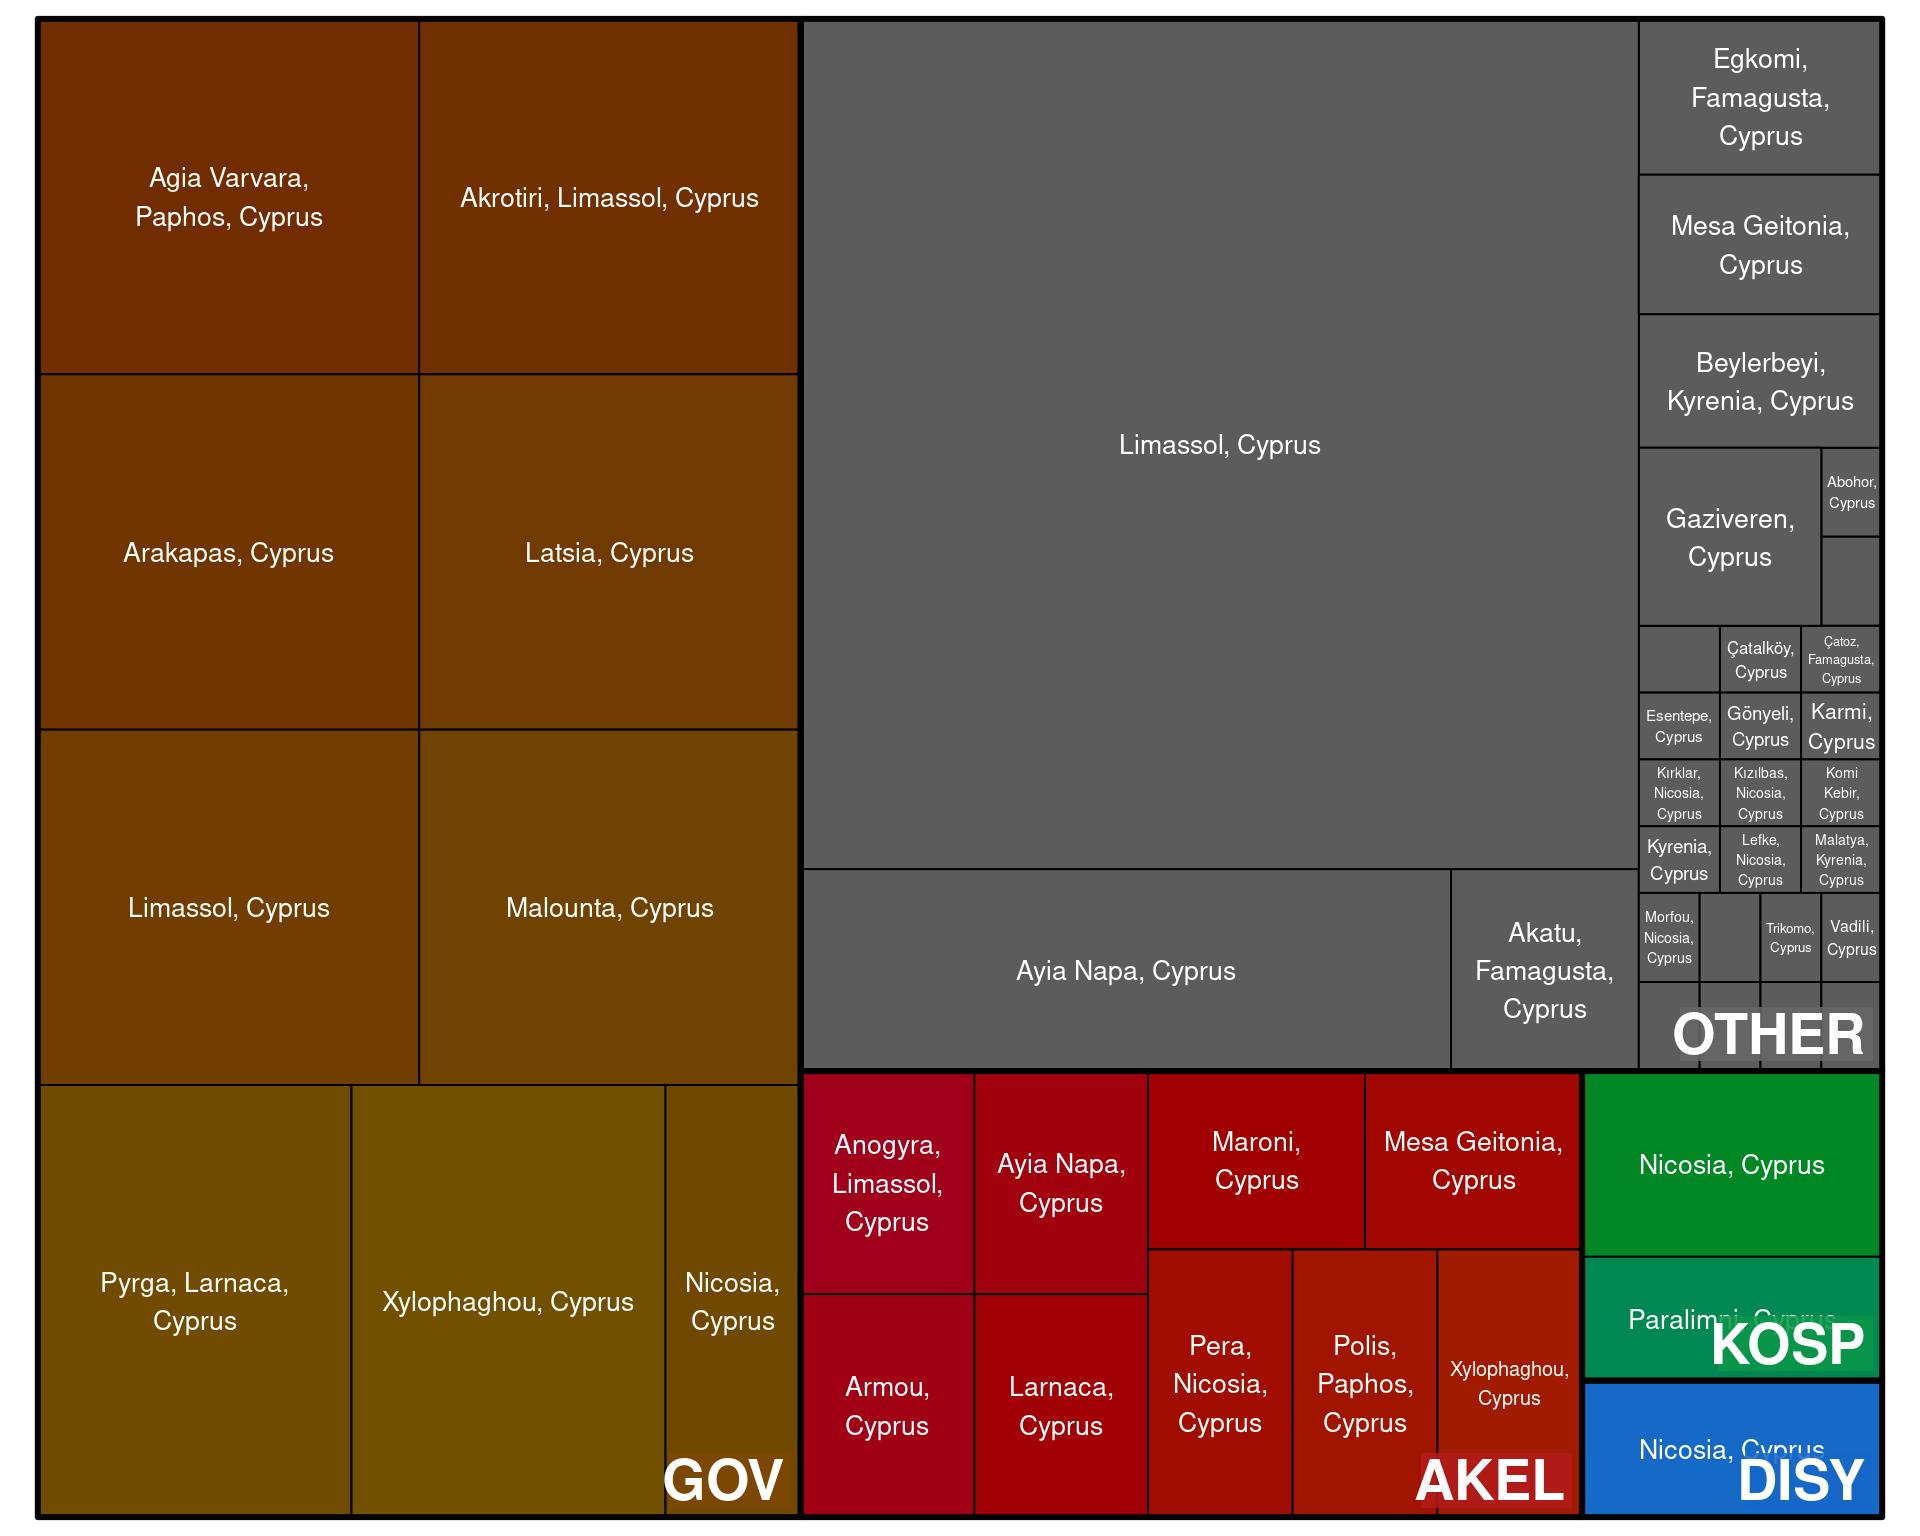 Agia Varvara,
Paphos, Cyprus
Akrotiri, Limassol, Cyprus
Arakapas, Cyprus
Latsia, Cyprus
Limassol, Cyprus
Malounta, Cyprus
Pyrga, Larnaca,
Cyprus
Xylophaghou, Cyprus
Nicosia,
Cyprus
GOV
Limassol, Cyprus
Ayia Napa, Cyprus
Akatu,
Famagusta,
Cyprus
Egkomi,
Famagusta,
Cyprus
Mesa Geitonia,
Cyprus
Beylerbeyi,
Kyrenia, Cyprus
Gaziveren,
Cyprus
Abohor,
Cyprus
Çatalköy,
Cyprus
Çatoz,
Famagusta,
Cyprus
Esentepe,
Cyprus
Gönyeli,
Cyprus
Karmi,
Cyprus
Kırklar,
Nicosia,
Cyprus
Kızılbas,
Nicosia,
Cyprus
Komi
Kebir,
Cyprus
Kyrenia,
Cyprus
Lefke,
Nicosia,
Cyprus
Malatya,
Kyrenia,
Cyprus
Morfou,
Nicosia,
Cyprus
Trikomo,
Cyprus
Vadili,
Cyprus
OTHER
Anogyra,
Limassol,
Cyprus
Ayia Napa,
Cyprus
Armou,
Cyprus
Larnaca,
Cyprus
Maroni,
Cyprus
Mesa Geitonia,
Cyprus
Pera,
Nicosia,
Cyprus
Polis,
Paphos,
Cyprus
Xylophaghou,
Cyprus
AKEL
Nicosia, Cyprus
Paralimni, Cyprus
KOSP
Nicosia, Cyprus
DISY